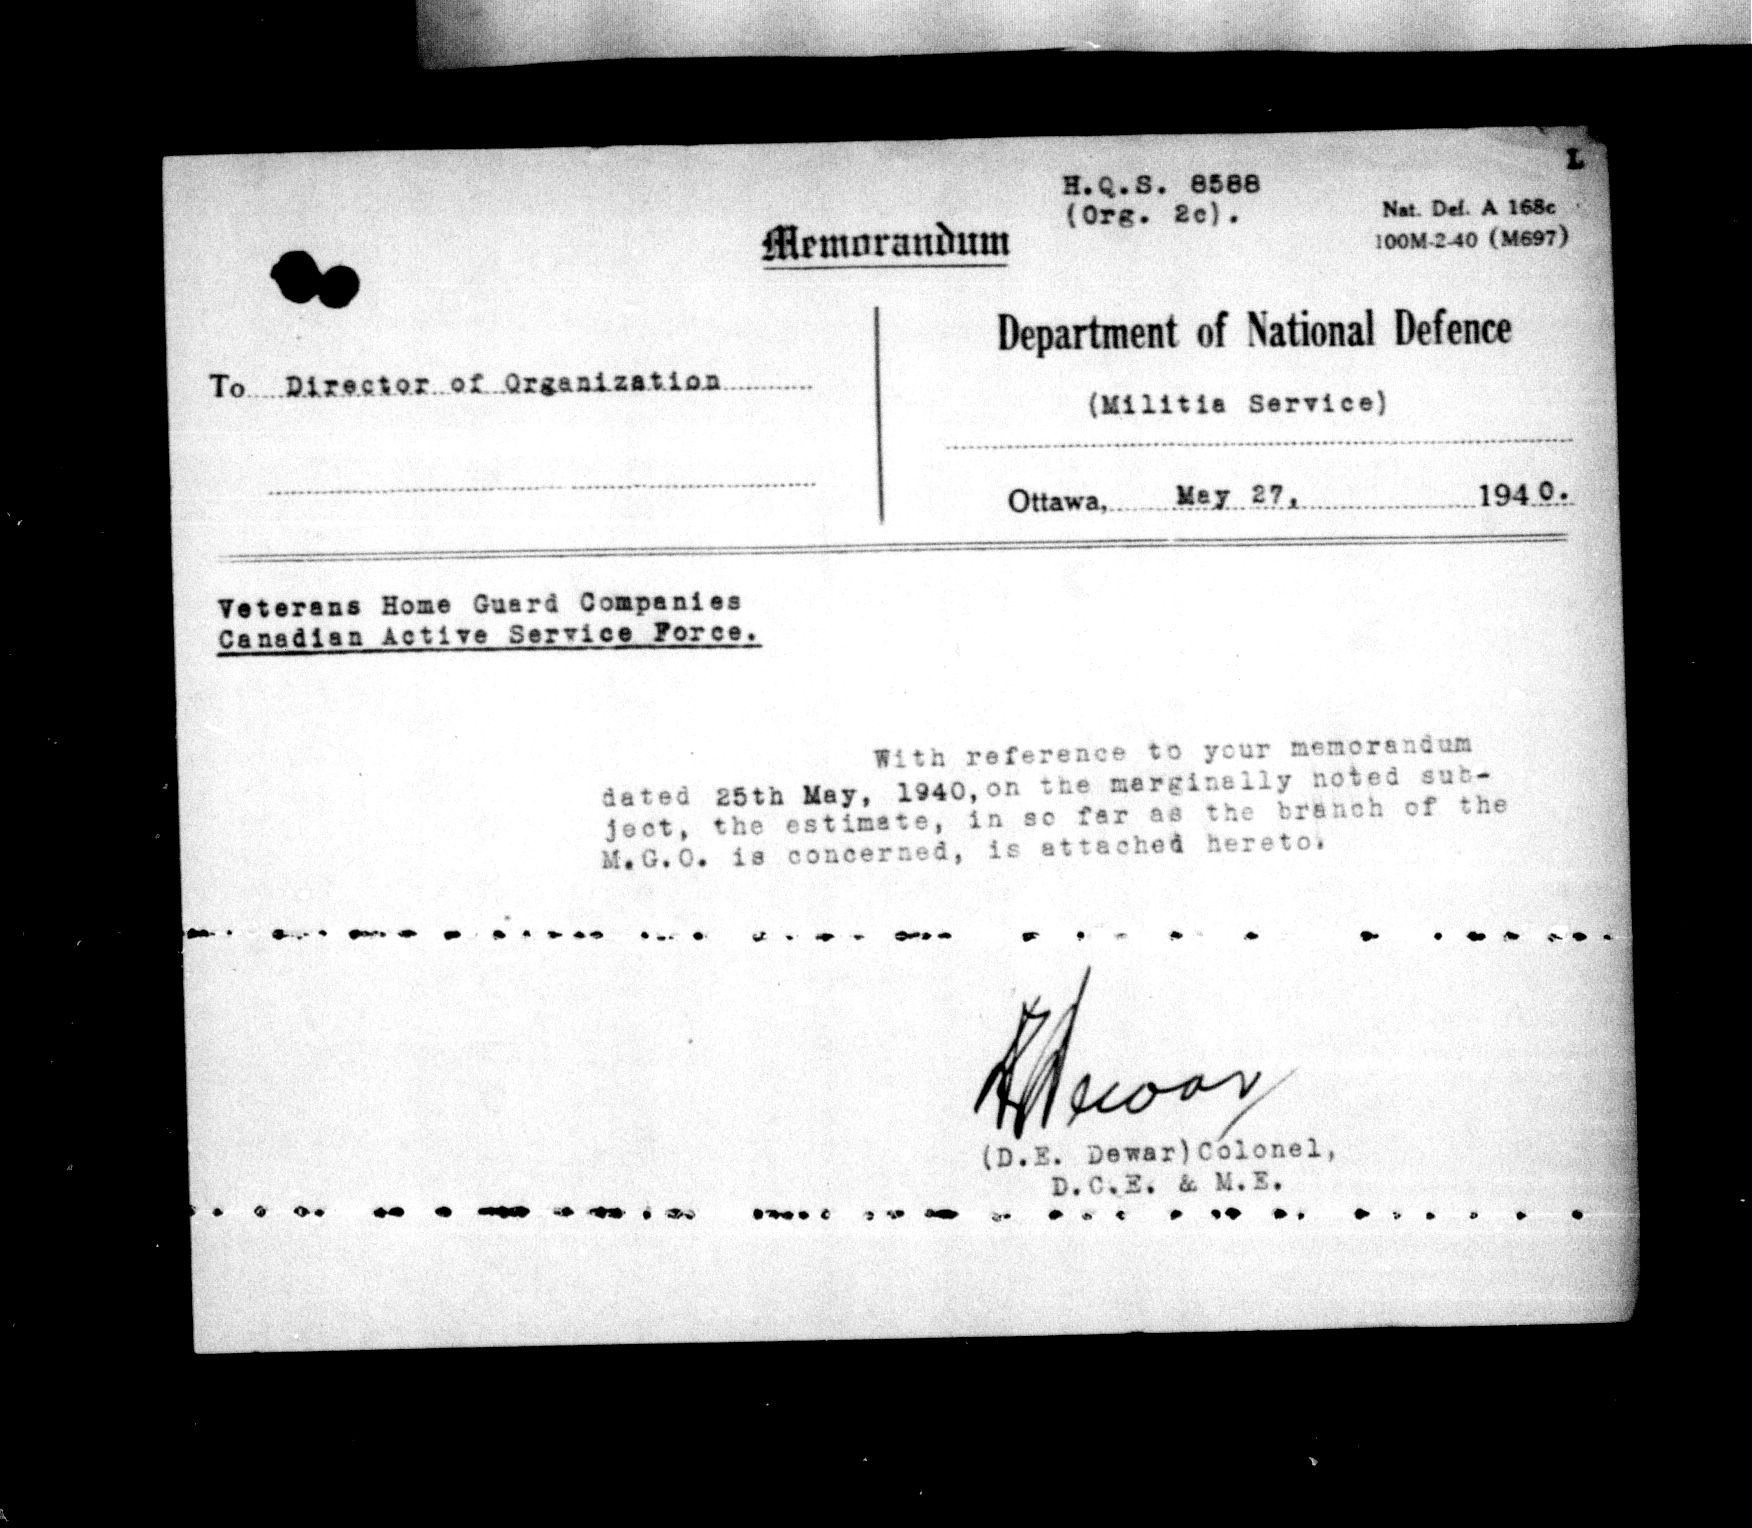 L
H.Q.S. 8588
(Org. 2c).
Nat. Def. A 168c
100M-2-40 (M697)
Memorandum
Department of National Defence
To Director of Organization
(Militia Service)
Ottawa, May 27, 1940.
Veterans Home Guard Companies
Canadian Active Service Force.
With reference to your memorandum
dated 25th May, 1940, on the marginally noted sub-
ject, the estimate, in so far as the branch of the
M.G.O. is concerned, is attached hereto.
DDewar
(D.E. Dewar) Colonel,
D.C.E. & M.E.